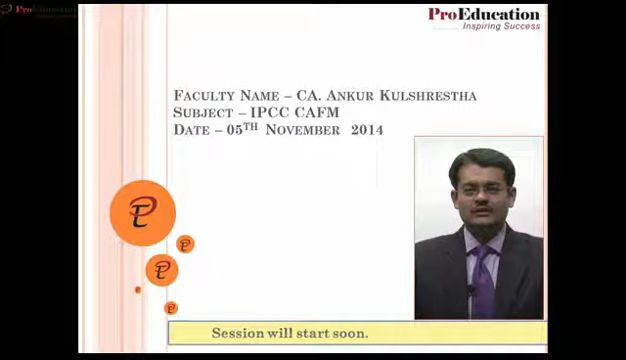 ProEducation
ProEducation
Inspiring Success
FACULTY NAME – CA. ANKUR KULSHRESTHA
SUBJECT – IPCC CAFM
DATE – 05TH NOVEMBER 2014
Session will start soon.